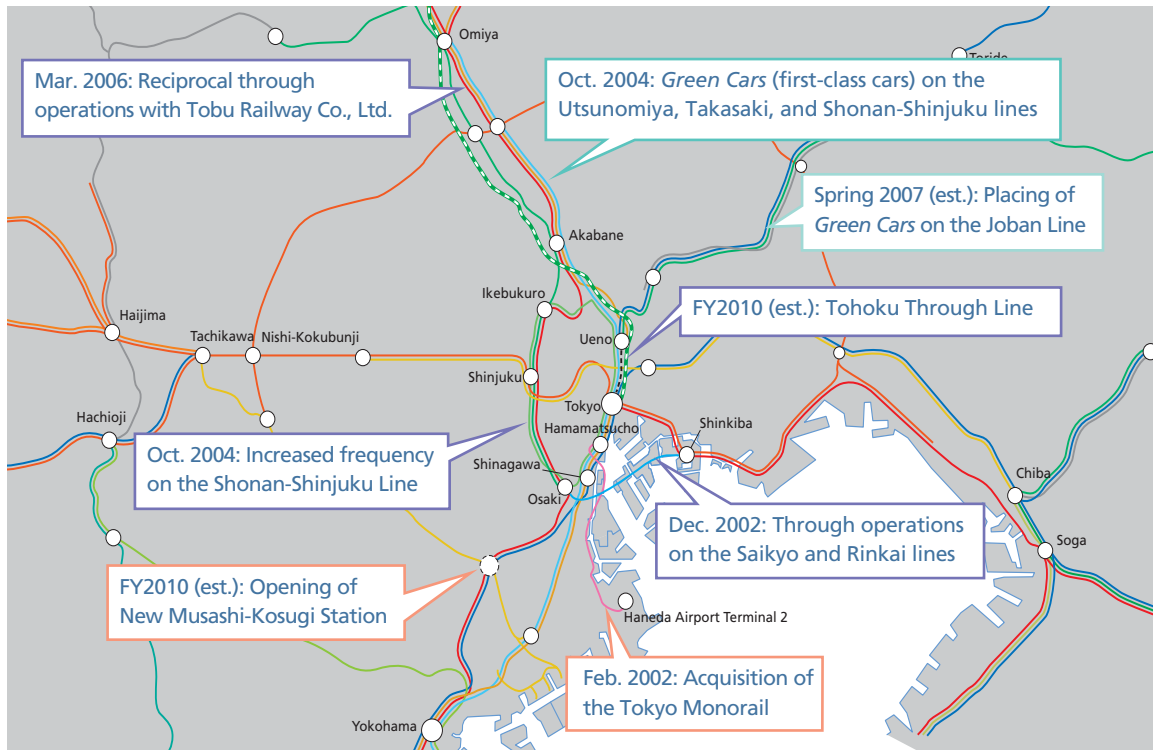 Omiya
Toride
Mar. 2006: Reciprocal through
operations with Tobu Railway Co., Ltd.
Oct. 2004: Green Cars (first-class cars) on the
Utsunomiya, Takasaki, and Shonan-Shinjuku lines
Spring 2007 (est.): Placing of
Green Cars on the Joban Line
Akabane
Ikebukuro
FY2010 (est.): Tohoku Through Line
Haijima
Tachikawa
Nishi-Kokubunji
Ueno
Shinjuku
Tokyo
Hachioji
Hamamatsucho
Shinkiba
Oct. 2004: Increased frequency
on the Shonan-Shinjuku Line
Shinagawa
Osaki
Chiba
Dec. 2002: Through operations
on the Saikyo and Rinkai lines
Soga
FY2010 (est.): Opening of
New Musashi-Kosugi Station
Haneda Airport Terminal 2
Feb. 2002: Acquisition of
the Tokyo Monorail
Yokohama